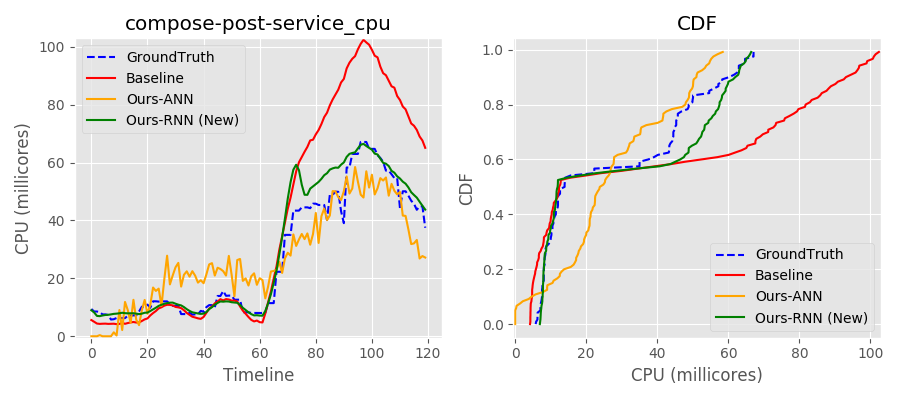 compose-post-service_cpu
CPU (millicores)
100
80
60
40
20
0
GroundTruth
Baseline
Ours-ANN
Ours-RNN (New)
0 20 40 60 80 100 120
Timeline
CDF
CDF
1.0
0.8
0.6
0.4
0.2
0.0
GroundTruth
Baseline
Ours-ANN
Ours-RNN (New)
0 20 40 60 80 100
CPU (millicores)